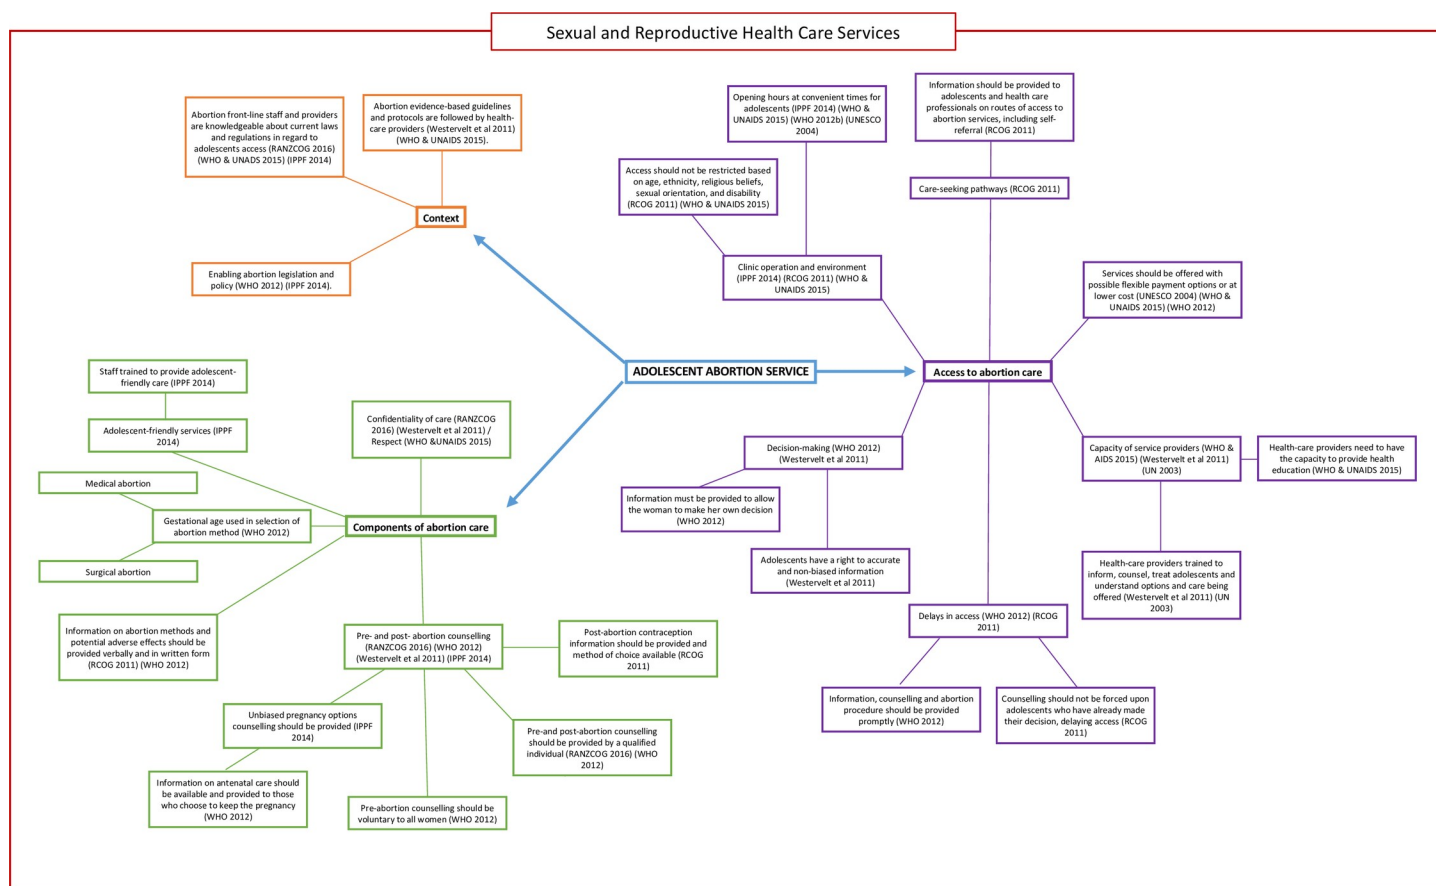 Sexual and Reproductive Health Care Services
Abortion front-line staff and providers
are knowledgeable about current laws
and regulations in regard to
adolescents access (RANZCOG 2016)
(WHO & UNADS 2015) (IPPF 2014)
Abortion evidence-based guidelines
and protocols are followed by health-
care providers (Westervelt et al 2011)
(WHO & UNAIDS 2015).
Context
Enabling abortion legislation and
policy (WHO 2012) (IPPF 2014).
Opening hours at convenient times for
adolescents (IPPF 2014) (WHO &
UNAIDS 2015) (WHO 2012b) (UNESCO
2004)
Information should be provided to
adolescents and health care
professionals on routes of access to
abortion services, including self-
referral (RCOG 2011)
Access should not be restricted based
on age, ethnicity, religious beliefs,
sexual orientation, and disability
(RCOG 2011) (WHO & UNAIDS 2015)
Care-seeking pathways (RCOG 2011)
Clinic operation and environment
(IPPF 2014) (RCOG 2011) (WHO &
UNAIDS 2015)
Services should be offered with
possible flexible payment options or at
lower cost (UNESCO 2004) (WHO &
UNAIDS 2015) (WHO 2012)
ADOLESCENT ABORTION SERVICE
Access to abortion care
Staff trained to provide adolescent-
friendly care (IPPF 2014)
Adolescent-friendly services (IPPF
2014)
Confidentiality of care (RANZCOG
2016) (Westervelt et al 2011) /
Respect (WHO &UNAIDS 2015)
Medical abortion
Gestational age used in selection of
abortion method (WHO 2012)
Surgical abortion
Components of abortion care
Information on abortion methods and
potential adverse effects should be
provided verbally and in written form
(RCOG 2011) (WHO 2012)
Pre- and post- abortion counselling
(RANZCOG 2016) (WHO 2012)
(Westervelt et al 2011) (IPPF 2014)
Post-abortion contraception
information should be provided and
method of choice available (RCOG
2011)
Unbiased pregnancy options
counselling should be provided (IPPF
2014)
Pre-and post-abortion counselling
should be provided by a qualified
individual (RANZCOG 2016) (WHO
2012)
Information on antenatal care should
be available and provided to those
who choose to keep the pregnancy
(WHO 2012)
Pre-abortion counselling should be
voluntary to all women (WHO 2012)
Decision-making (WHO 2012)
(Westervelt et al 2011)
Information must be provided to allow
the woman to make her own decision
(WHO 2012)
Adolescents have a right to accurate
and non-biased information
(Westervelt et al 2011)
Capacity of service providers (WHO &
AIDS 2015) (Westervelt et al 2011)
(UN 2003)
Health-care providers need to have
the capacity to provide health
education (WHO & UNAIDS 2015)
Health-care providers trained to
inform, counsel, treat adolescents and
understand options and care being
offered (Westervelt et al 2011) (UN
2003)
Delays in access (WHO 2012) (RCOG
2011)
Information, counselling and abortion
procedure should be provided
promptly (WHO 2012)
Counselling should not be forced upon
adolescents who have already made
their decision, delaying access (RCOG
2011)